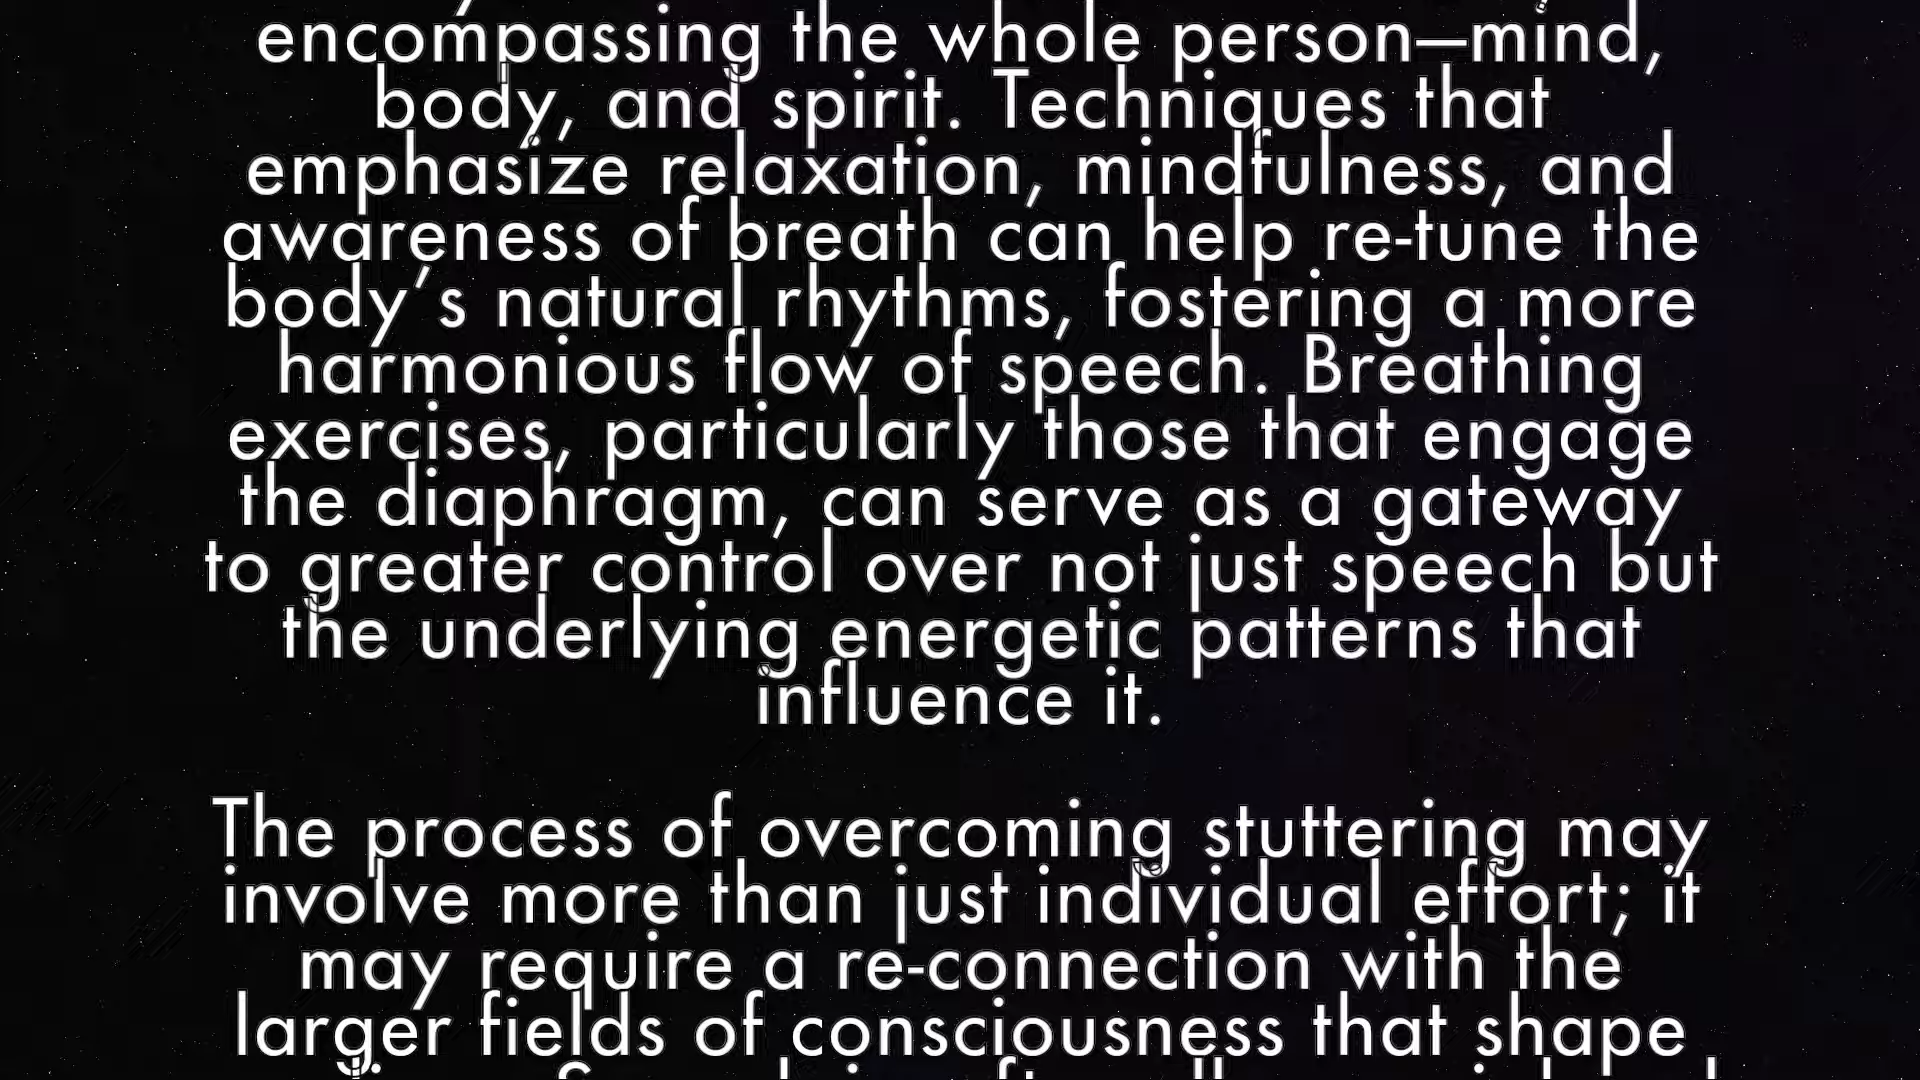 encompassing the whole person—mind,
body, and spirit. Techniques that
emphasize relaxation, mindfulness, and
awareness of breath can help re-tune the
body’s natural rhythms, fostering a more
harmonious flow of speech. Breathing
exercises, particularly those that engage
the diaphragm, can serve as a gateway
to greater control over not just speech but
the underlying energetic patterns that
influence it.
The process of overcoming stuttering may
involve more than just individual effort; it
may require a re-connection with the
larger fields of consciousness that shape